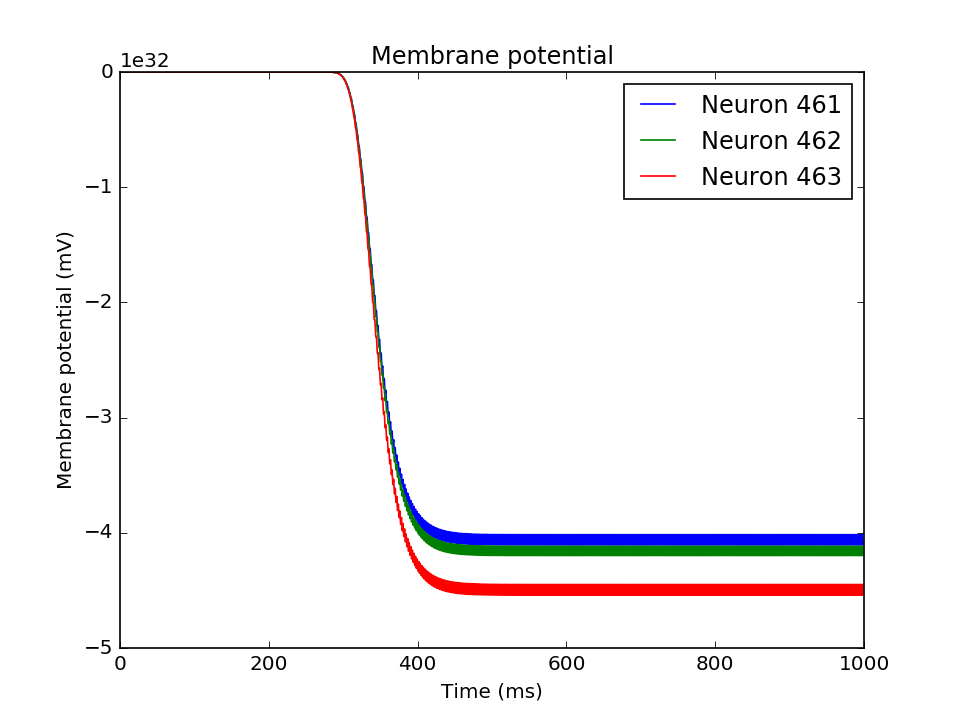 Membrane potential
1e32
0
−1
−2
−3
−4
−5
Membrane potential (mV)
Neuron 461
Neuron 462
Neuron 463
0 200 400 600 800 1000
Time (ms)